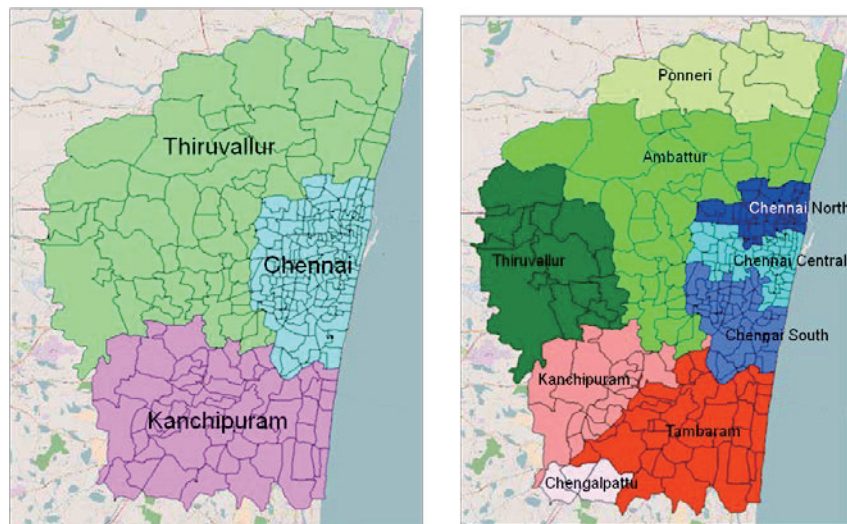 Thiruvallur
Chennai
Kanchipuram
Ponneri
Ambattur
Chennai North
Thiruvallur
Chennai Central
Chennai South
Kanchipuram
Tambaram
Chengalpattu